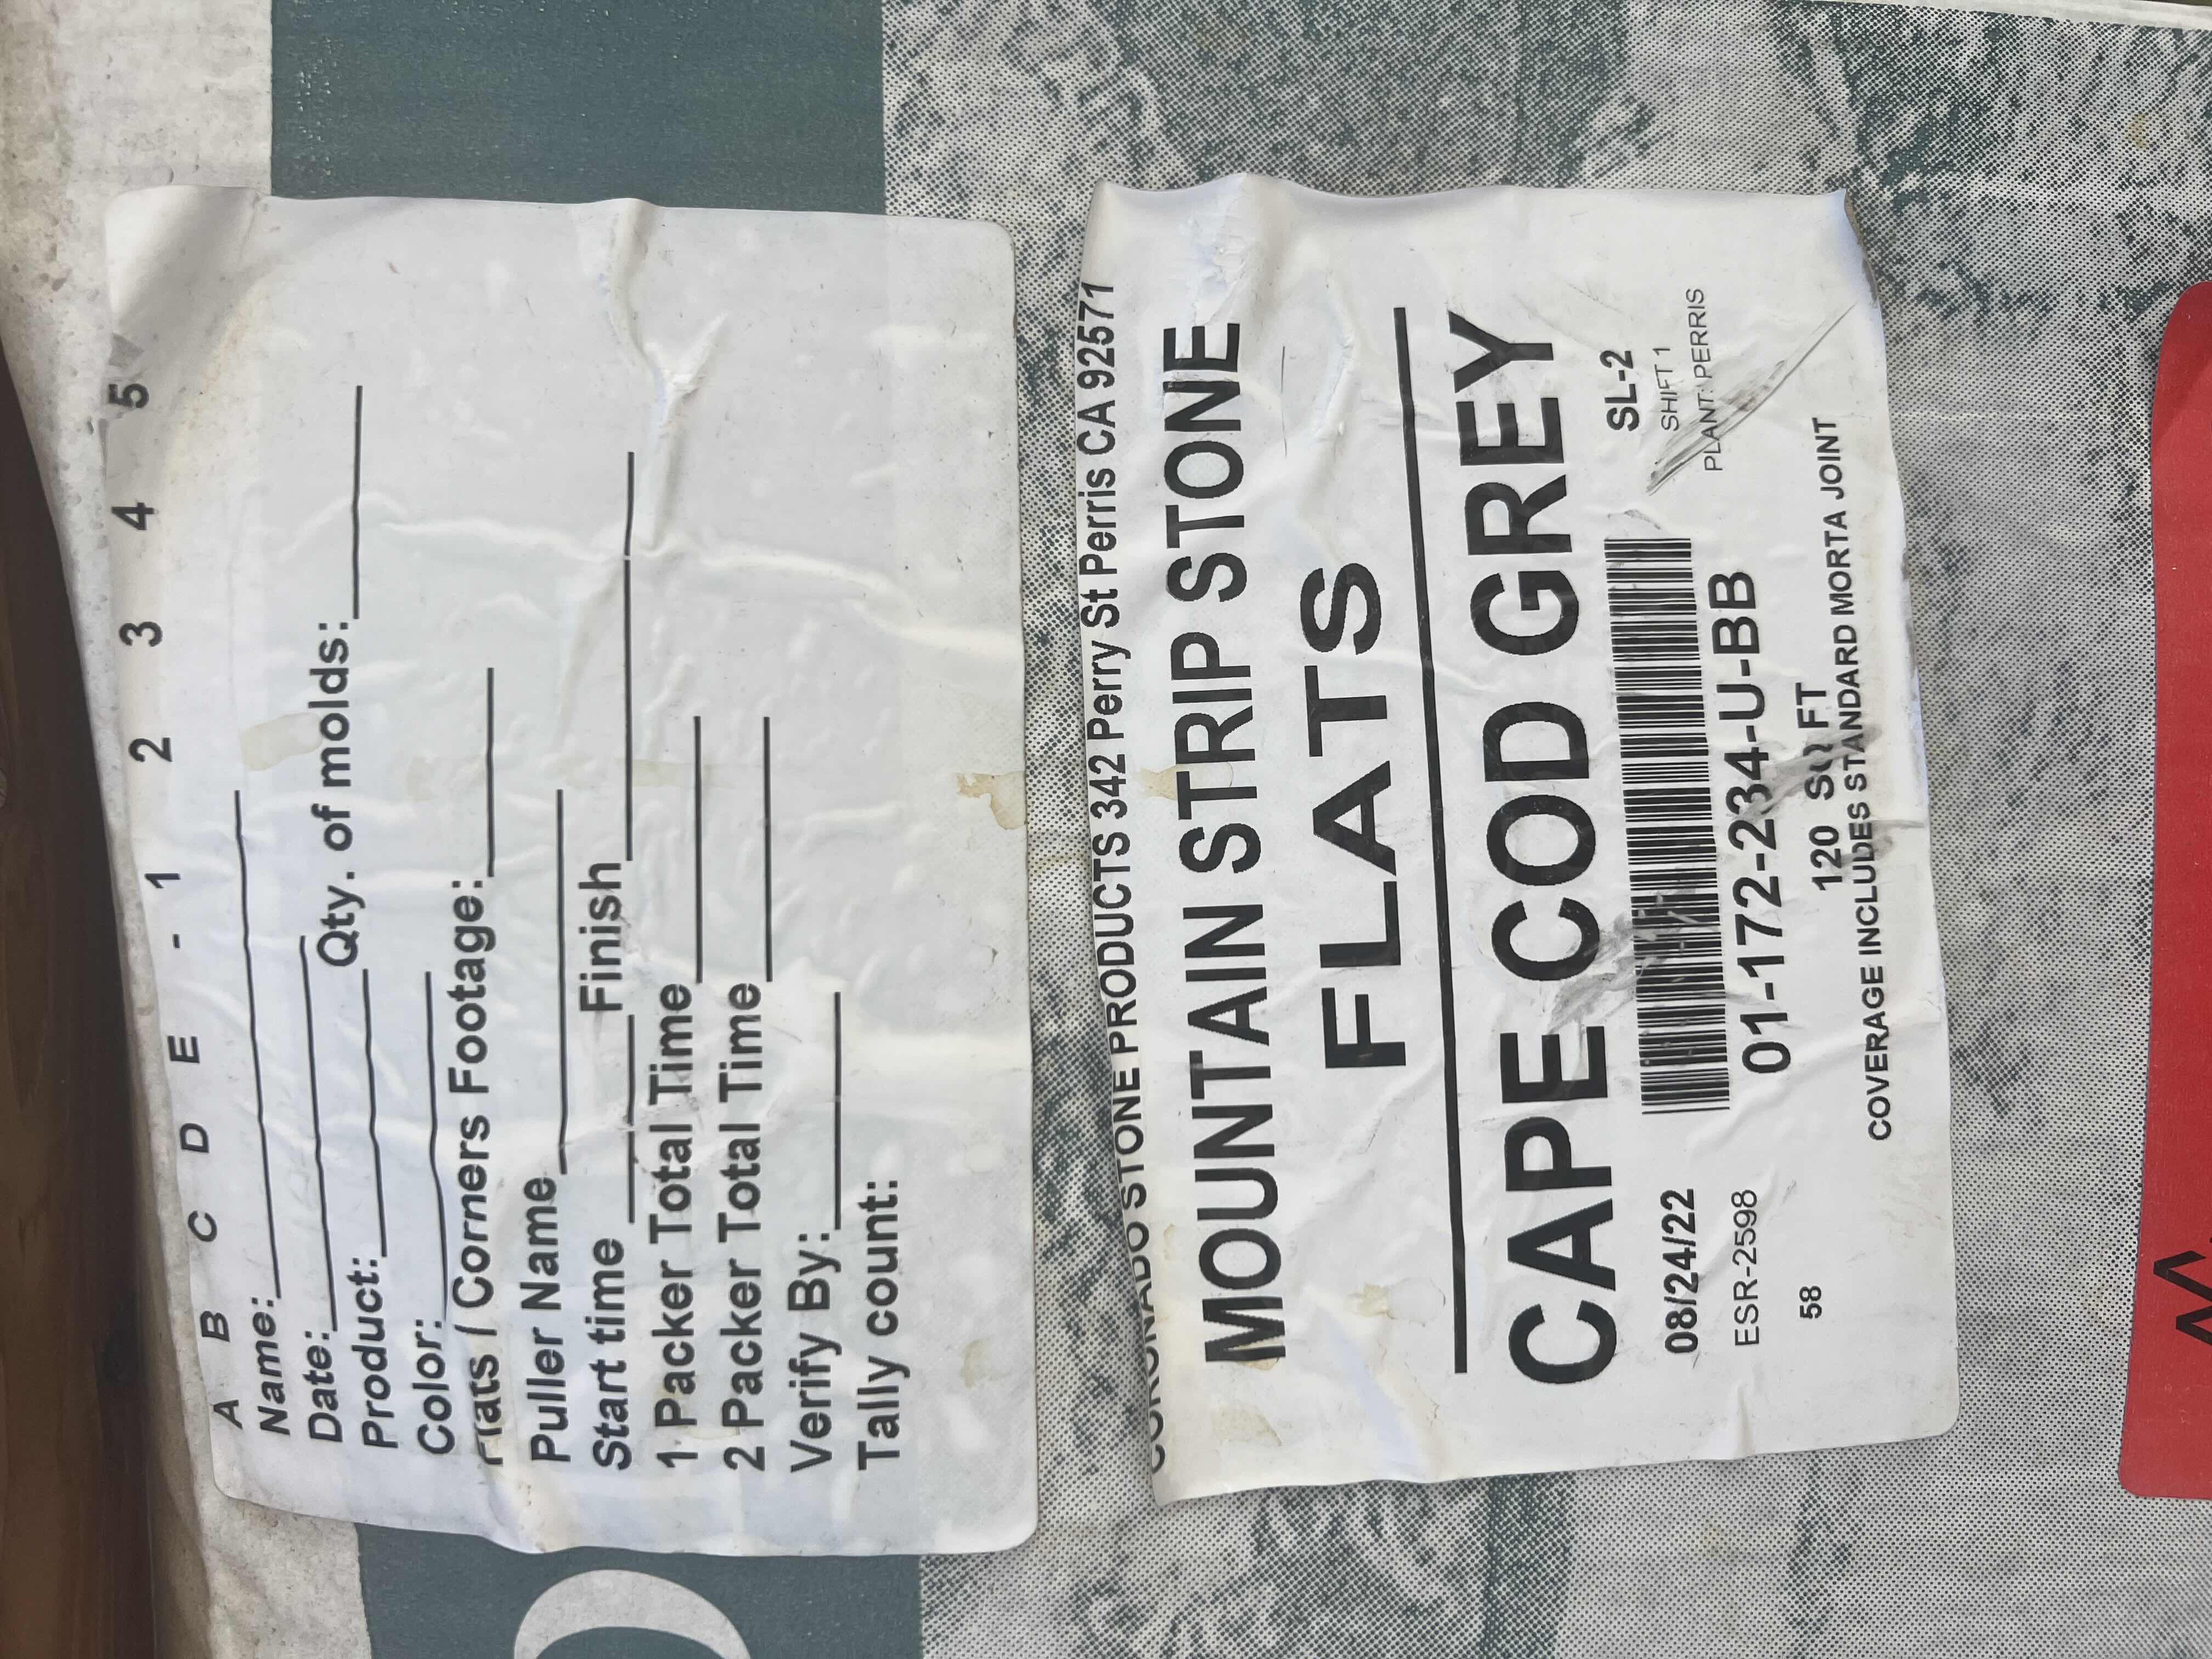 A B C D E - 1 2 3 4 5
Name:
Date:
Product: Qty. of molds:
Color:
Flats / Corners Footage:
Puller Name
Start time Finish
1 Packer Total Time
2 Packer Total Time
Verify By:
Tally count:
CORONADO STONE PRODUCTS 342 Perry St Perris CA 92571
MOUNTAIN STRIP STONE
FLATS
CAPE COD GREY
08/24/22 SL-2
SHIFT 1
ESR-2598 01-172-234-U-BB PLANT: PERRIS
58 120 SQ FT
COVERAGE INCLUDES STANDARD MORTA JOINT